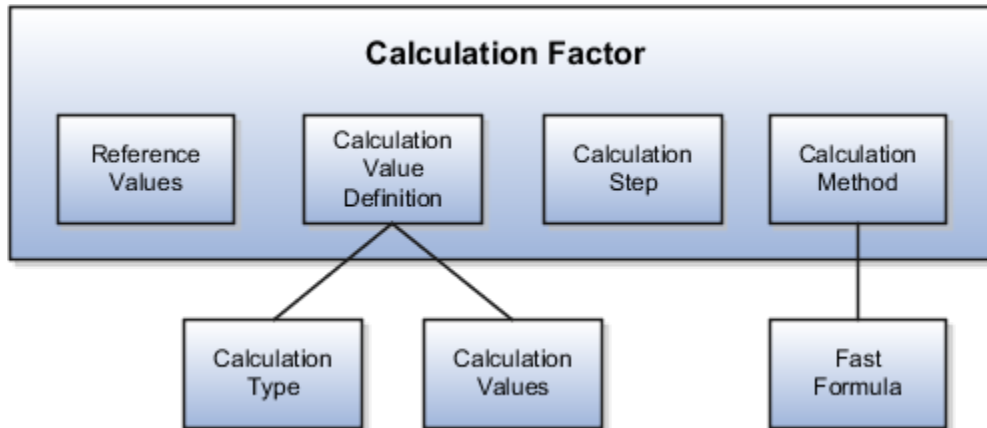 Calculation Factor
Reference
Values
Calculation
Value
Definition
Calculation
Step
Calculation
Method
Calculation
Type
Calculation
Values
Fast
Formula